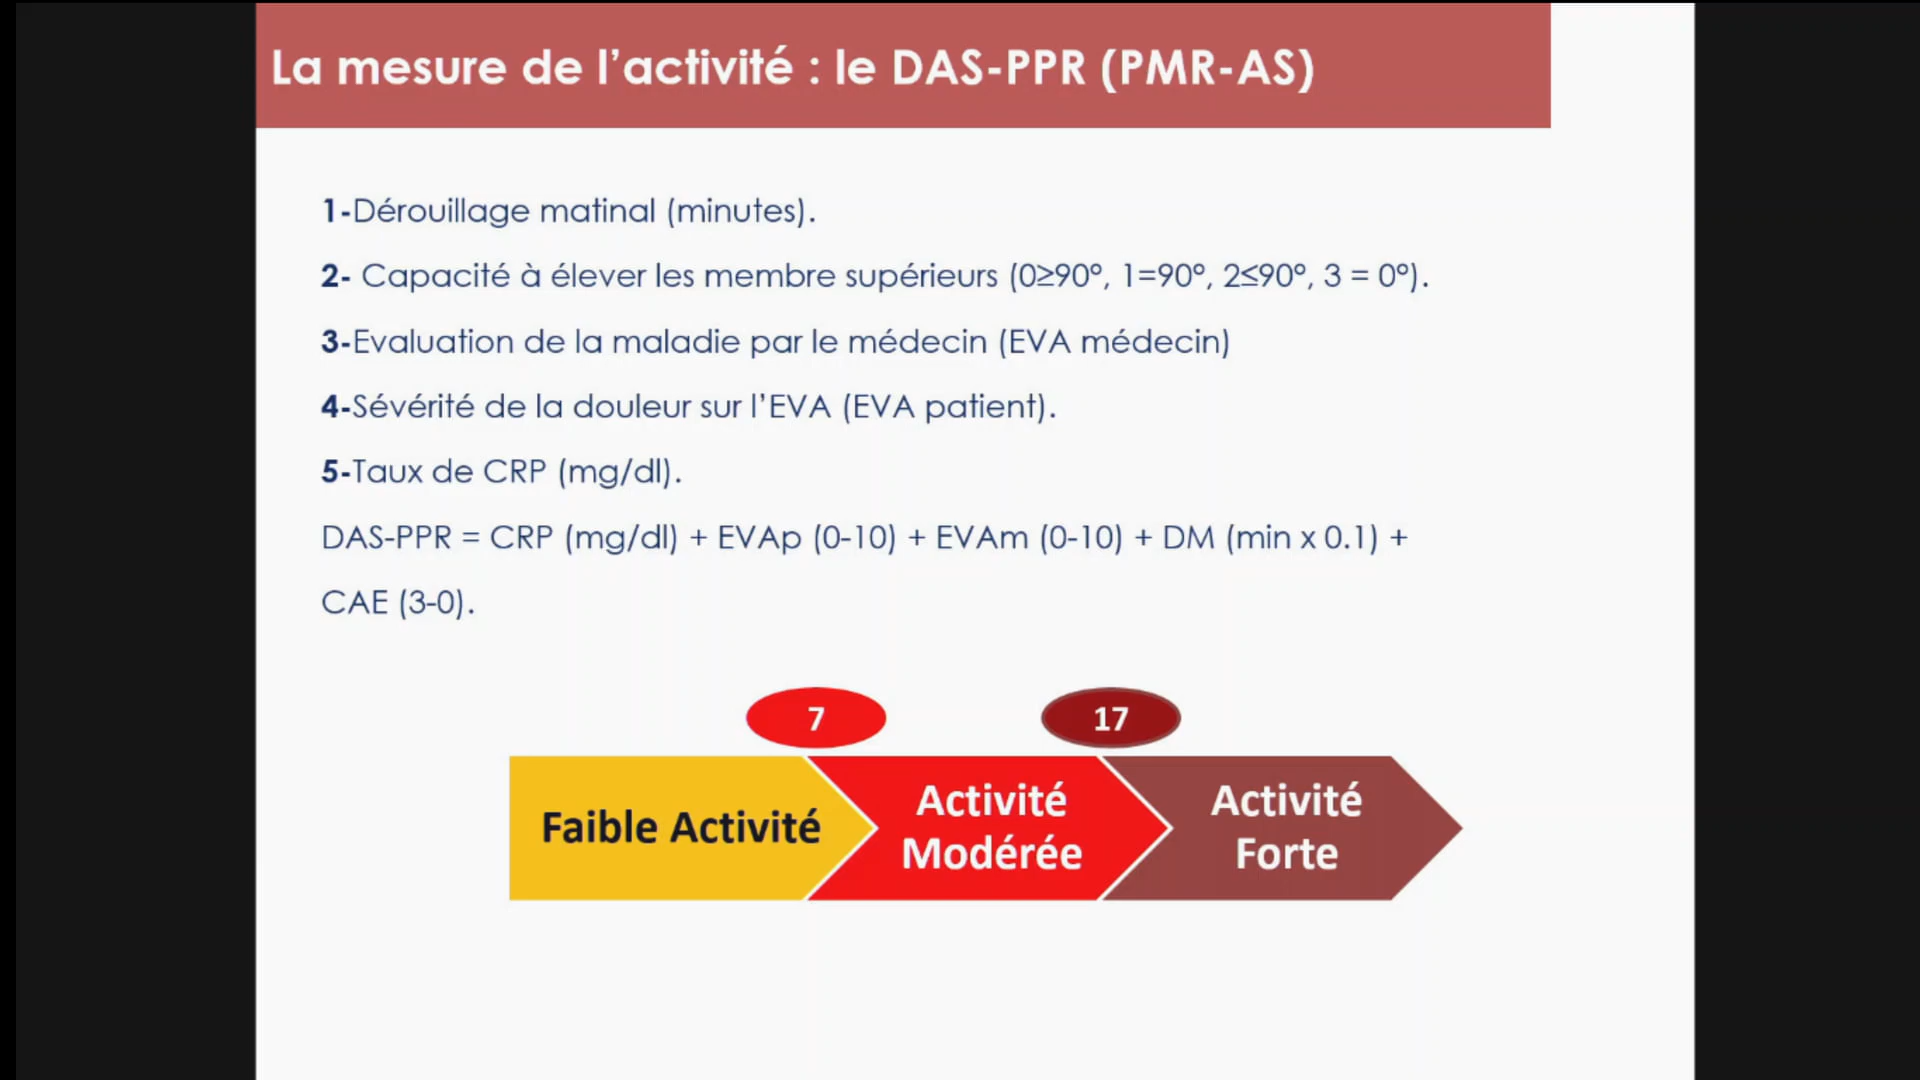 La mesure de l’activité : le DAS-PPR (PMR-AS)
1-Dérouillage matinal (minutes).
2- Capacité à élever les membre supérieurs (0≥90°, 1=90°, 2≤90°, 3 = 0°).
3-Evaluation de la maladie par le médecin (EVA médecin)
4-Sévérité de la douleur sur l’EVA (EVA patient).
5-Taux de CRP (mg/dl).
DAS-PPR = CRP (mg/dl) + EVAp (0-10) + EVAm (0-10) + DM (min x 0.1) +
CAE (3-0).
7
17
Faible Activité
Activité
Modérée
Activité
Forte